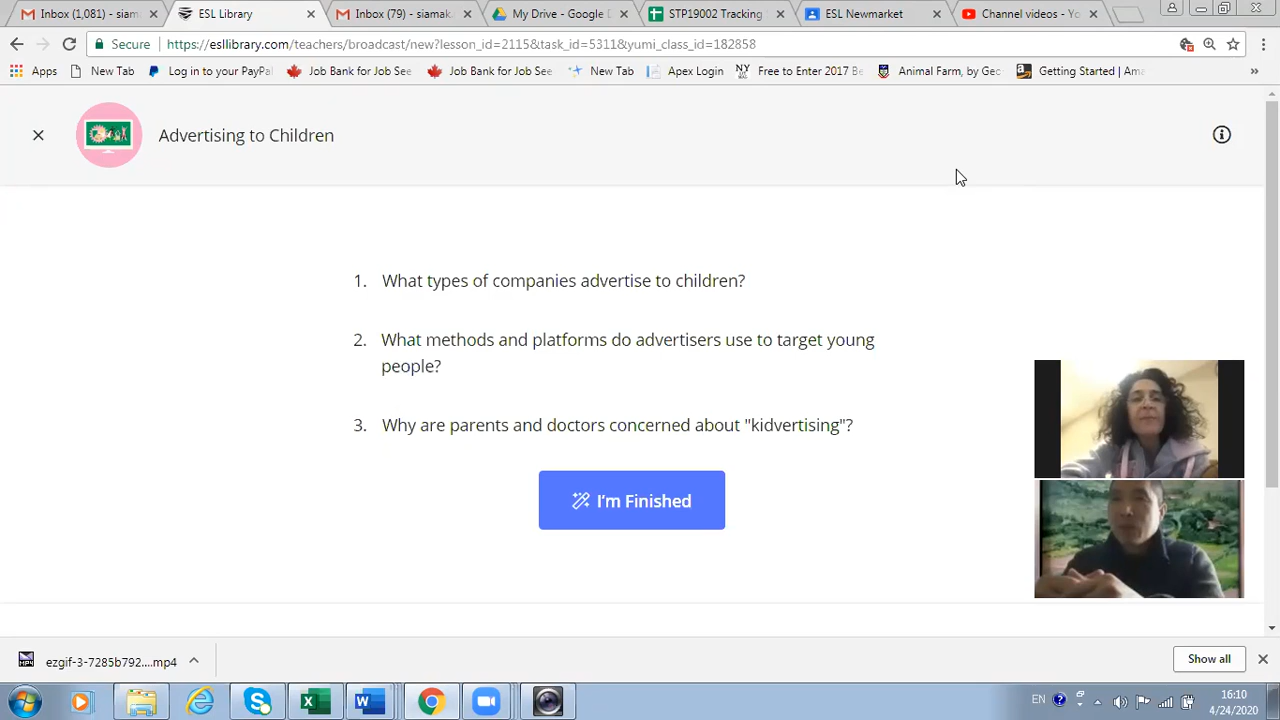 Inbox (1,081) - siam
ESL Library
Inbox (79) - siamak.
My Drive - Google D
STP19002 Tracking
ESL Newmarket
Channel videos - Yo
Secure
https://esllibrary.com/teachers/broadcast/new?lesson_id=2115&task_id=5311&yumi_class_id=182858
Apps
New Tab
Log in to your PayPal
Job Bank for Job See
Job Bank for Job See
New Tab
Apex Login
NY
Free to Enter 2017 Be
Animal Farm, by Geo
Getting Started | Ama
»
Advertising to Children
1. What types of companies advertise to children?
2. What methods and platforms do advertisers use to target young
people?
3. Why are parents and doctors concerned about "kidvertising"?
I'm Finished
ezgif-3-7285b792....mp4
Show all
EN
16:10
4/24/2020